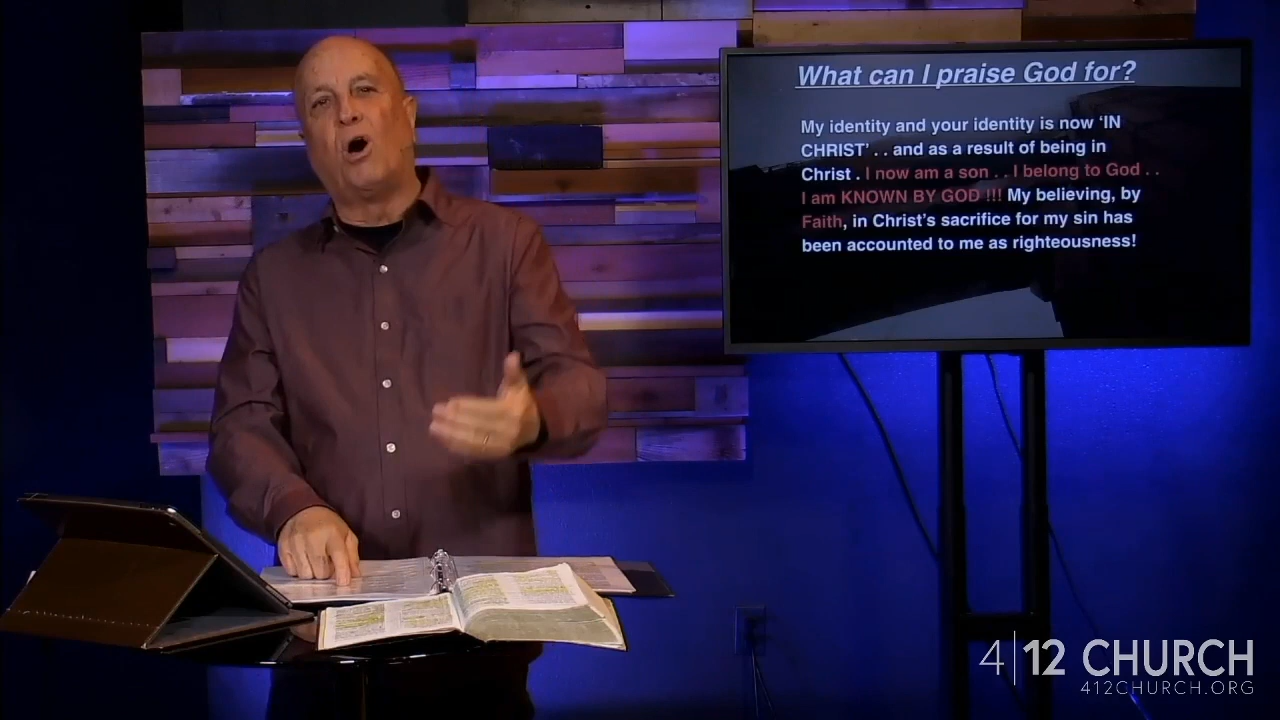 What can I praise God for?
My identity and your identity is now ‘IN
CHRIST’ . . and as a result of being in
Christ . I now am a son . . I belong to God . .
I am KNOWN BY GOD !!! My believing, by
Faith, in Christ’s sacrifice for my sin has
been accounted to me as righteousness!
4|12 CHURCH
412CHURCH.ORG